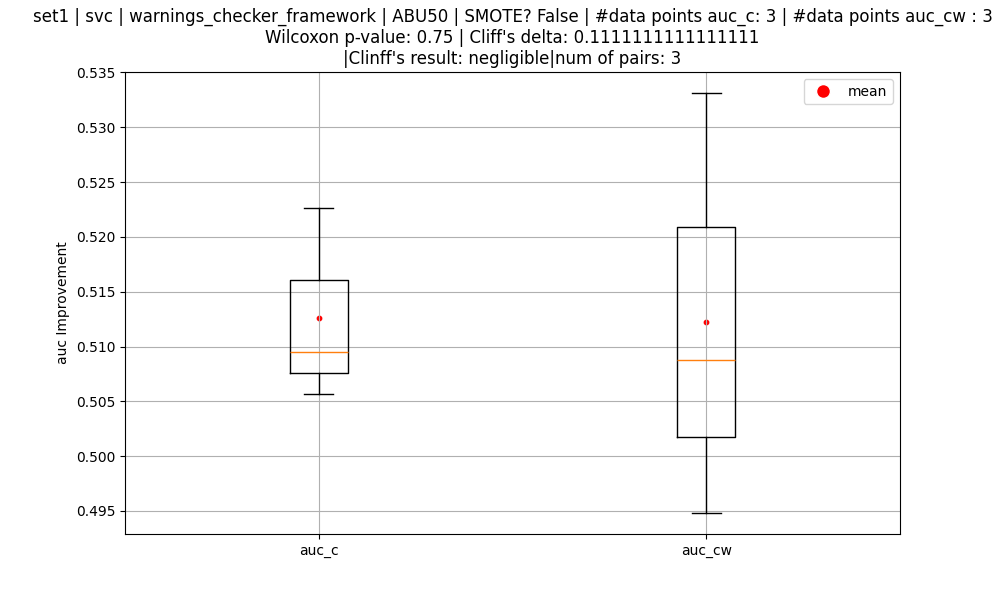 set1 | svc | warnings_checker_framework | ABU50 | SMOTE? False | #data points auc_c: 3 | #data points auc_cw : 3
Wilcoxon p-value: 0.75 | Cliff's delta: 0.1111111111111111
|Clinff's result: negligible|num of pairs: 3
mean
auc Improvement
0.535
0.530
0.525
0.520
0.515
0.510
0.505
0.500
0.495
auc_c
auc_cw